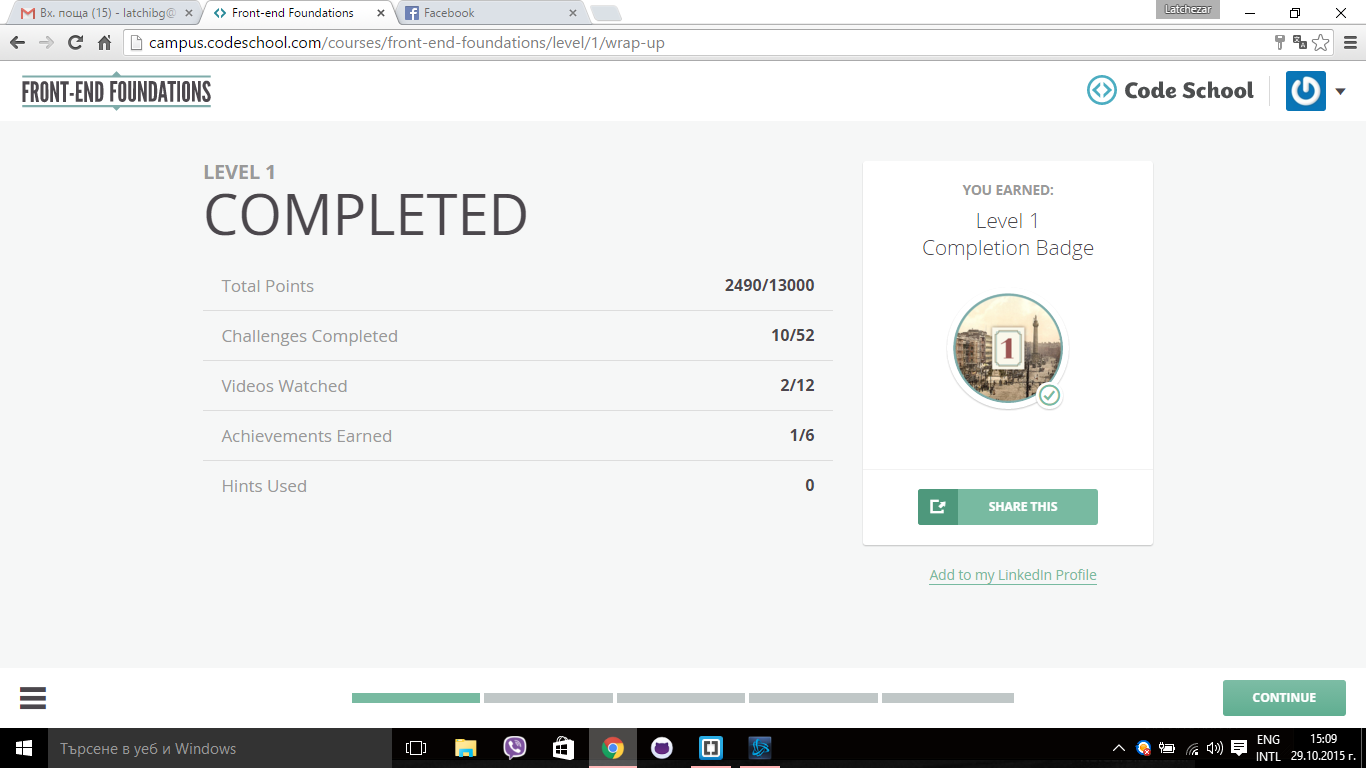 Вх. поща (15) - latchibg@
Front-end Foundations
Facebook
Latchezar
campus.codeschool.com/courses/front-end-foundations/level/1/wrap-up
FRONT-END FOUNDATIONS
Code School
LEVEL 1
COMPLETED
Total Points 2490/13000
Challenges Completed 10/52
Videos Watched 2/12
Achievements Earned 1/6
Hints Used 0
YOU EARNED:
Level 1
Completion Badge
1
SHARE THIS
Add to my LinkedIn Profile
CONTINUE
Търсене в уеб и Windows
ENG
INTL
15:09
29.10.2015 г.